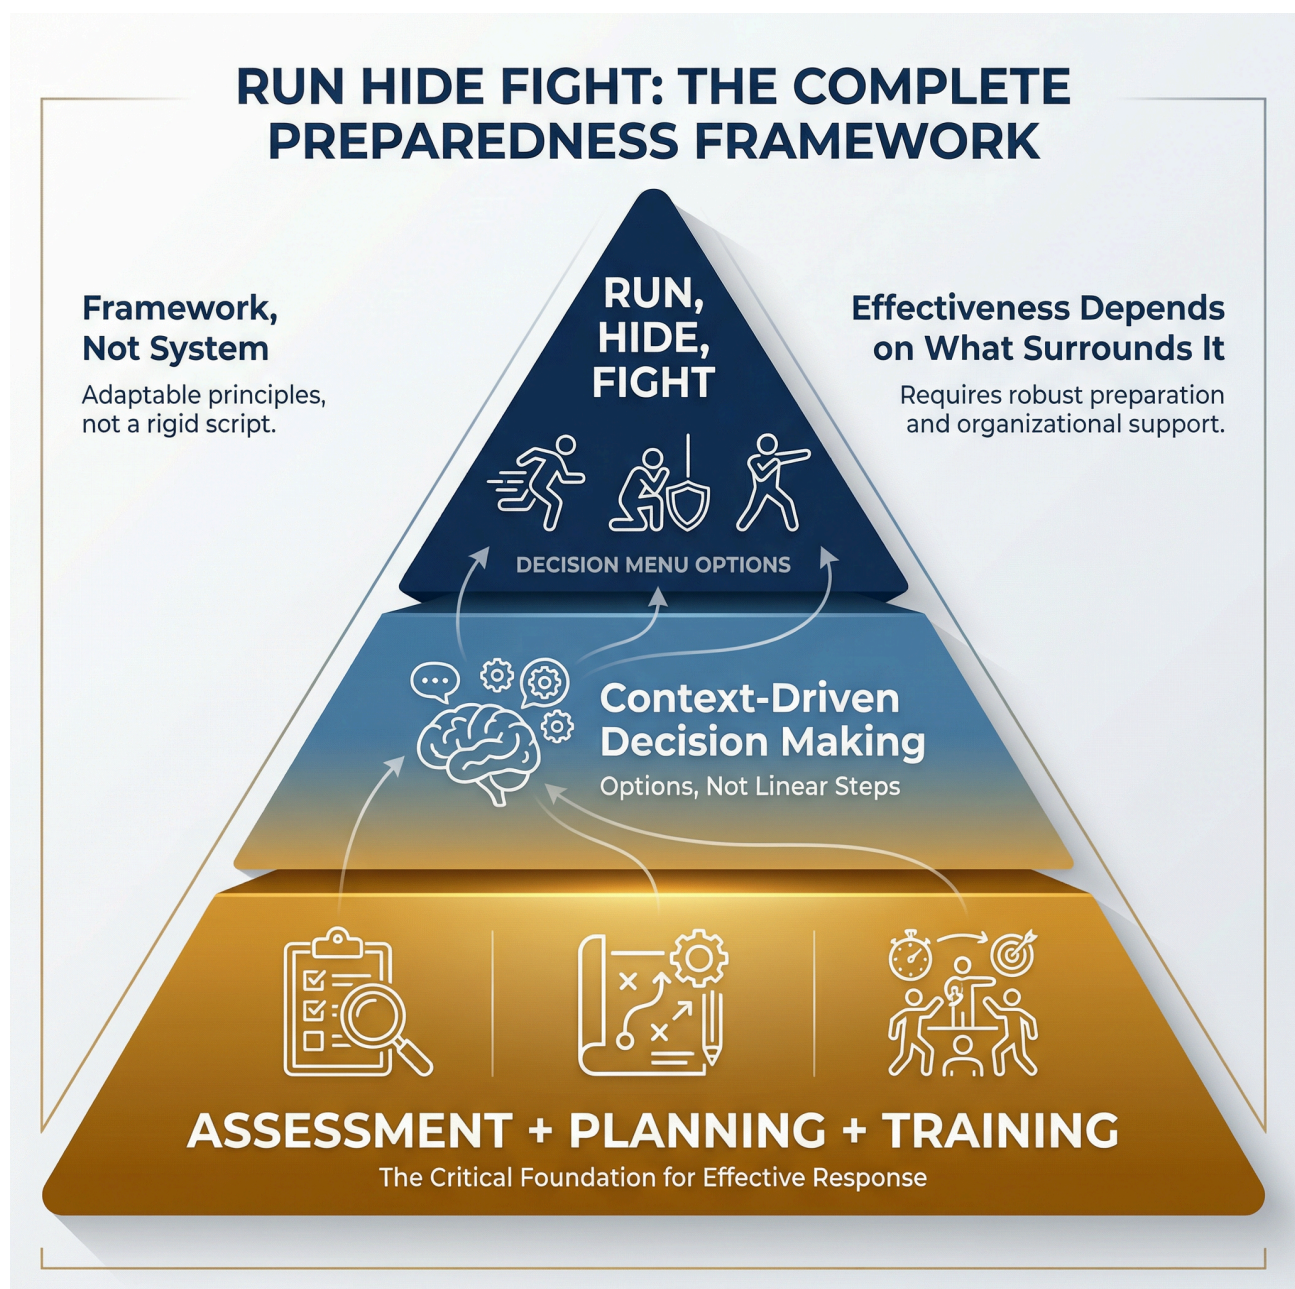 RUN HIDE FIGHT: THE COMPLETE
PREPAREDNESS FRAMEWORK
Framework,
Not System
Adaptable principles,
not a rigid script.
Effectiveness Depends
on What Surrounds It
Requires robust preparation
and organizational support.
RUN,
HIDE,
FIGHT
DECISION MENU OPTIONS
Context-Driven
Decision Making
Options, Not Linear Steps
ASSESSMENT + PLANNING + TRAINING
The Critical Foundation for Effective Response